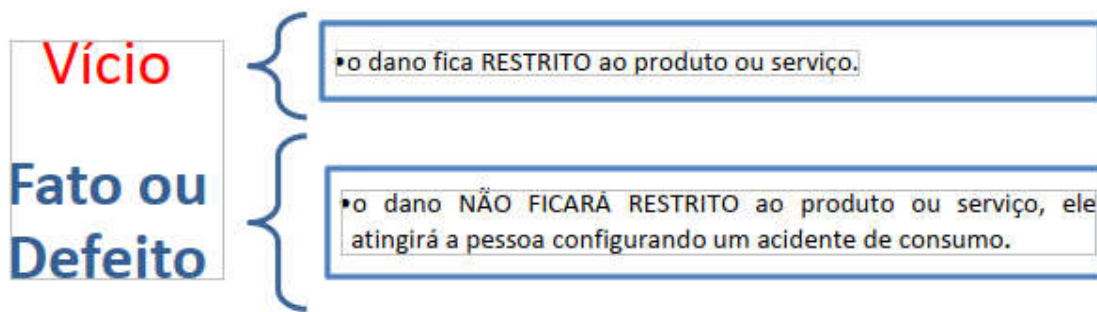 Vício
•o dano fica RESTRITO ao produto ou serviço.
Fato ou
Defeito
•o dano NÃO FICARÁ RESTRITO ao produto ou serviço, ele
atingirá a pessoa configurando um acidente de consumo.